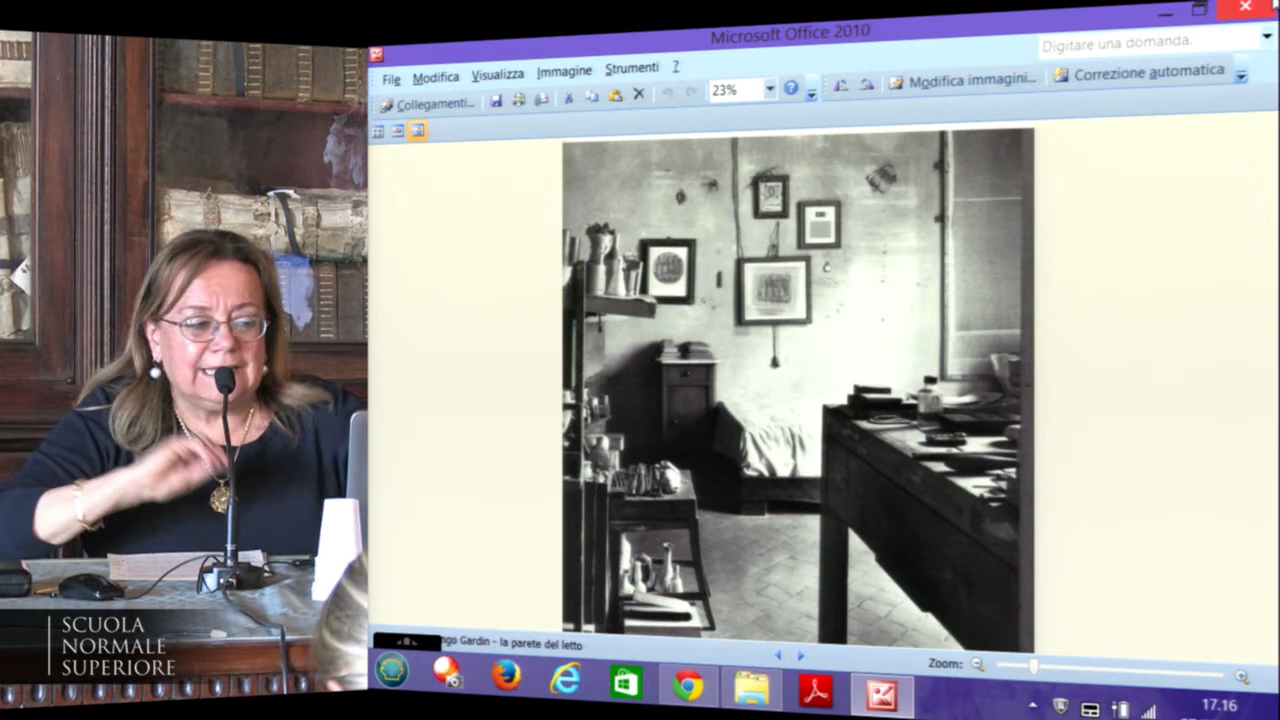 Microsoft Office 2010
Digitare una domanda.
File Modifica Visualizza Immagine Strumenti ?
Collegamenti... 23% Modifica immagini... Correzione automatica
SCUOLA
NORMALE
SUPERIORE
ngo Gardin - la parete del letto
Zoom:
17.16